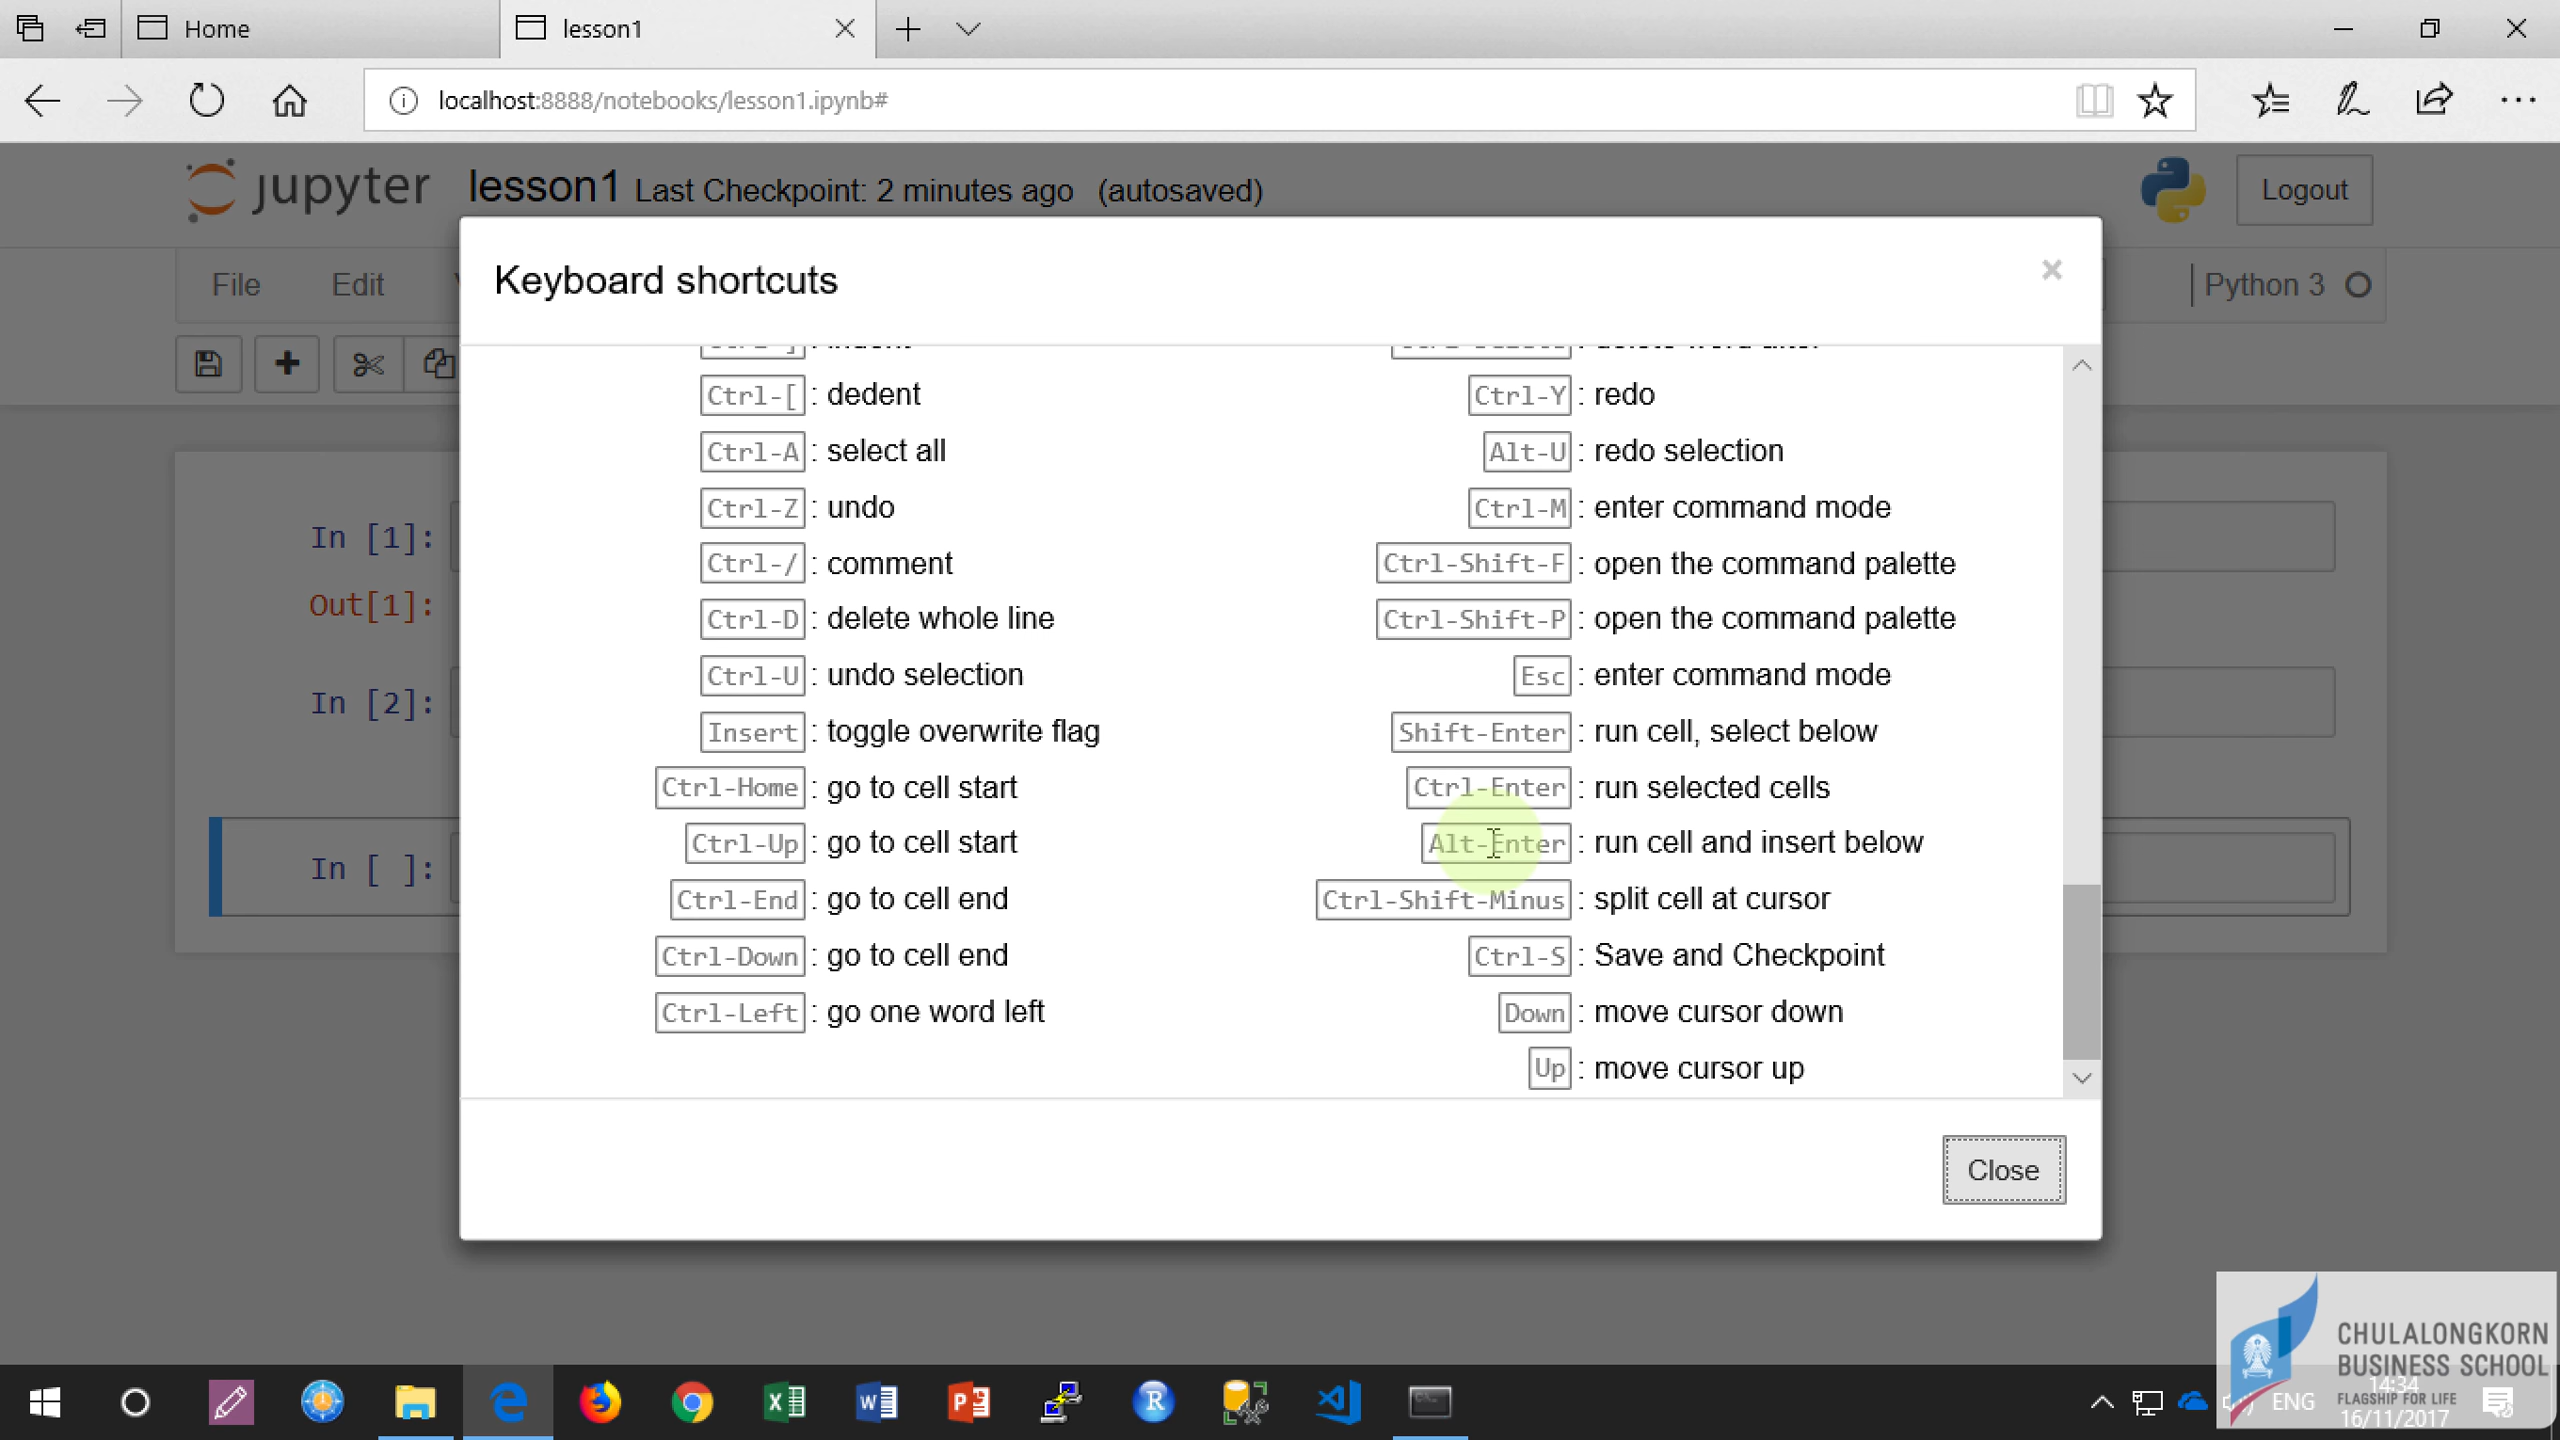 Home
lesson1
localhost:8888/notebooks/lesson1.ipynb#
jupyter lesson1 Last Checkpoint: 2 minutes ago (autosaved)
Logout
Keyboard shortcuts
File Edit
Python 3
Ctrl-[ : dedent
Ctrl-A : select all
Ctrl-Z : undo
Ctrl-/ : comment
Ctrl-D : delete whole line
Ctrl-U : undo selection
Insert : toggle overwrite flag
Ctrl-Home : go to cell start
Ctrl-Up : go to cell start
Ctrl-End : go to cell end
Ctrl-Down : go to cell end
Ctrl-Left : go one word left
Ctrl-Y : redo
Alt-U : redo selection
Ctrl-M : enter command mode
Ctrl-Shift-F : open the command palette
Ctrl-Shift-P : open the command palette
Esc : enter command mode
Shift-Enter : run cell, select below
Ctrl-Enter : run selected cells
Alt-Enter : run cell and insert below
Ctrl-Shift-Minus : split cell at cursor
Ctrl-S : Save and Checkpoint
Down : move cursor down
Up : move cursor up
In [1]:
Out[1]:
In [2]:
In [ ]:
Close
CHULALONGKORN
BUSINESS SCHOOL
FLAGSHIP FOR LIFE
ENG
14:34
16/11/2017